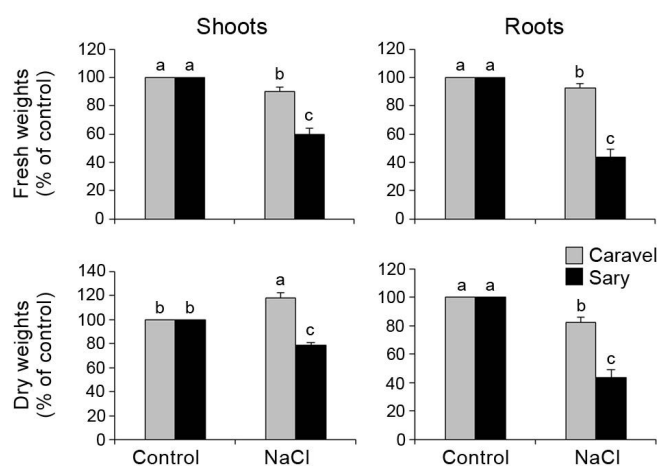 Shoots
Roots
Fresh weights
(% of control)
120
100
80
60
40
20
0
a a
b
c
120
100
80
60
40
20
0
a a
b
c
Caravel
Sary
Dry weights
(% of control)
140
120
100
80
60
40
20
0
b b
a
c
100
80
60
40
20
0
a a
b
c
Control NaCl
Control NaCl